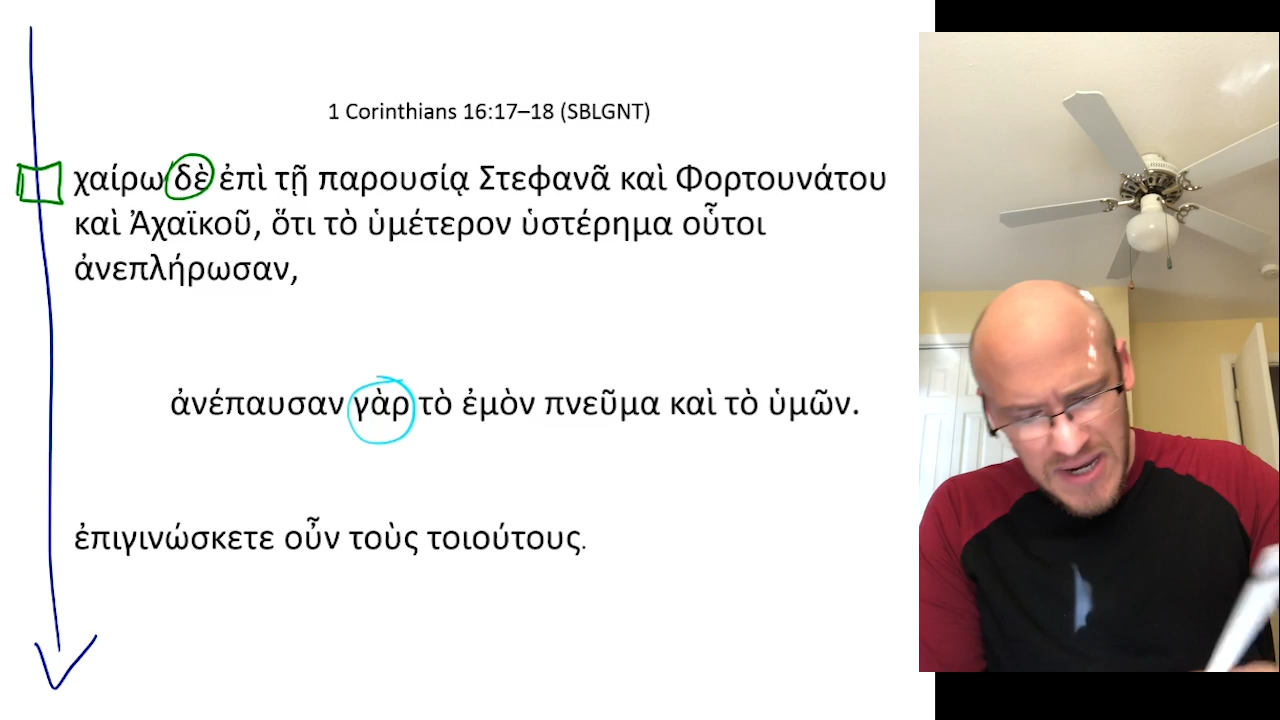 1 Corinthians 16:17–18 (SBLGNT)
χαίρω δὲ ἐπὶ τῇ παρουσίᾳ Στεφανᾶ καὶ Φορτουνάτου
καὶ Ἀχαϊκοῦ, ὅτι τὸ ὑμέτερον ὑστέρημα οὗτοι
ἀνεπλήρωσαν,
ἀνέπαυσαν γὰρ τὸ ἐμὸν πνεῦμα καὶ τὸ ὑμῶν.
ἐπιγινώσκετε οὖν τοὺς τοιούτους.